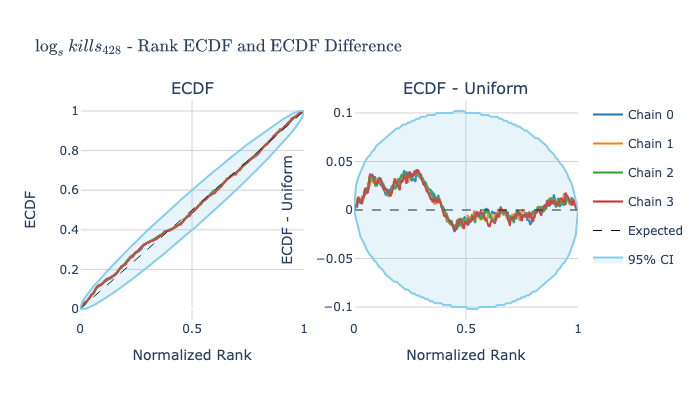 log_s kills_428 - Rank ECDF and ECDF Difference
ECDF
ECDF
1
0.8
0.6
0.4
0.2
0
0
0.5
1
Normalized Rank
ECDF - Uniform
ECDF - Uniform
0.1
0.05
0
−0.05
−0.1
0
0.5
1
Normalized Rank
Chain 0
Chain 1
Chain 2
Chain 3
Expected
95% CI